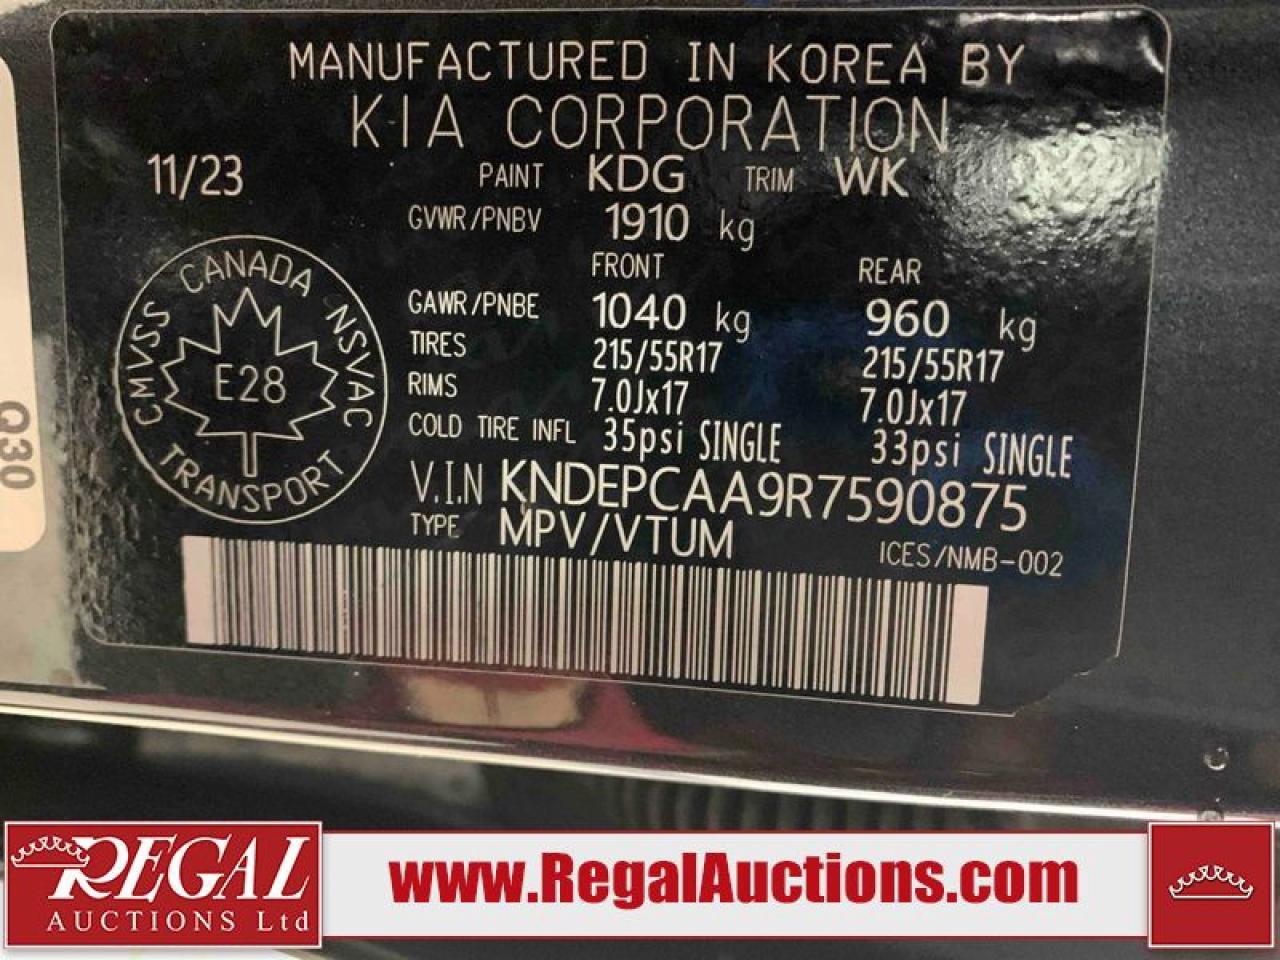 MANUFACTURED IN KOREA BY
KIA CORPORATION
11/23 PAINT KDG TRIM WK
GVWR/PNBV 1910 kg
FRONT REAR
GAWR/PNBE 1040 kg 960 kg
TIRES 215/55R17 215/55R17
RIMS 7.0Jx17 7.0Jx17
COLD TIRE INFL 35psi SINGLE 33psi SINGLE
V.I.N KNDEPCAA9R7590875
TYPE MPV/VTUM ICES/NMB-002
CMVSS CANADA NSVAC
E28
TRANSPORT
Q30
REGAL
AUCTIONS Ltd
www.RegalAuctions.com